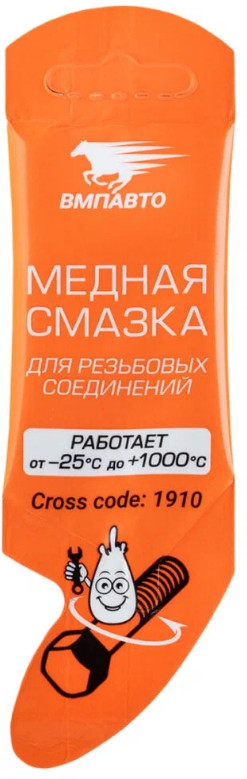 ВМПАВТО
МЕДНАЯ
СМАЗКА
ДЛЯ РЕЗЬБОВЫХ
СОЕДИНЕНИЙ
РАБОТАЕТ
от −25°С до +1000°С
Cross code: 1910